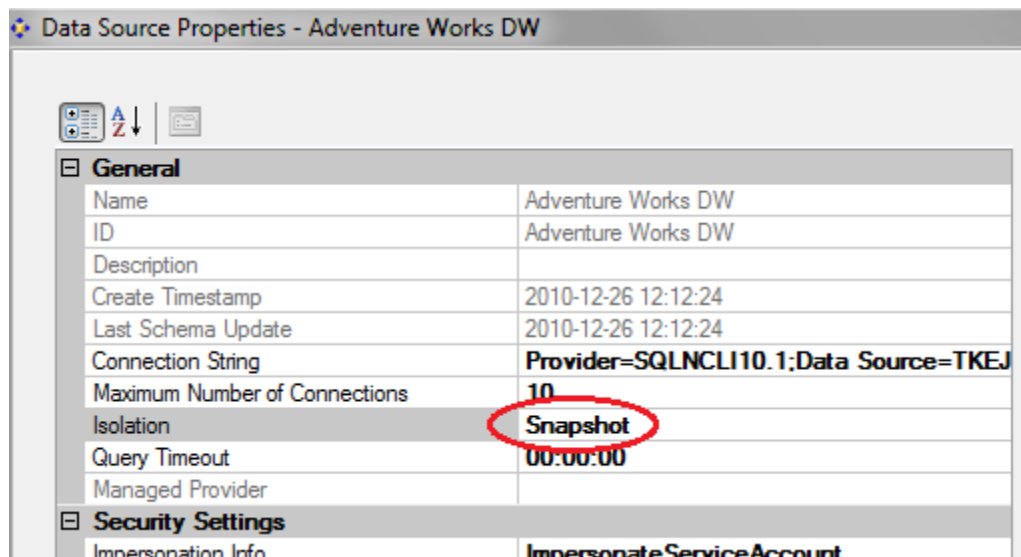 Data Source Properties - Adventure Works DW
A
Z
General
Name Adventure Works DW
ID Adventure Works DW
Description
Create Timestamp 2010-12-26 12:12:24
Last Schema Update 2010-12-26 12:12:24
Connection String Provider=SQLNCLI10.1;Data Source=TKEJ
Maximum Number of Connections 10
Isolation Snapshot
Query Timeout 00:00:00
Managed Provider
Security Settings
Impersonation Info ImpersonateServiceAccount